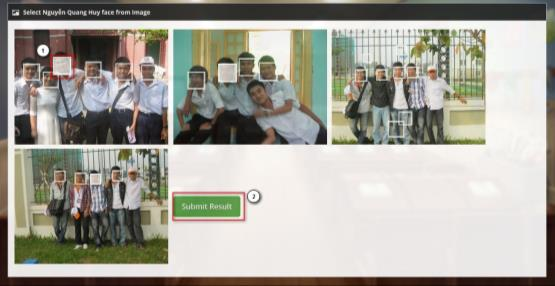 Select Nguyễn Quang Huy face from Image
1
Submit Result
2